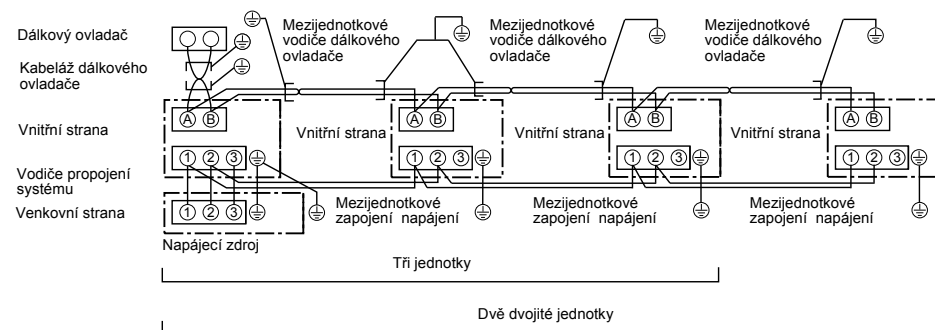 Dálkový ovladač
Kabeláž dálkového
ovladače
Vnitřní strana
Vodiče propojení
systému
Venkovní strana
Napájecí zdroj
Mezijednotkové
vodiče dálkového
ovladače
Mezijednotkové
vodiče dálkového
ovladače
Mezijednotkové
vodiče dálkového
ovladače
A B
A B
A B
A B
Vnitřní strana
Vnitřní strana
Vnitřní strana
1 2 3
1 2 3
1 2 3
1 2 3
1 2 3
Mezijednotkové
zapojení napájení
Mezijednotkové
zapojení napájení
Mezijednotkové
zapojení napájení
Tři jednotky
Dvě dvojité jednotky